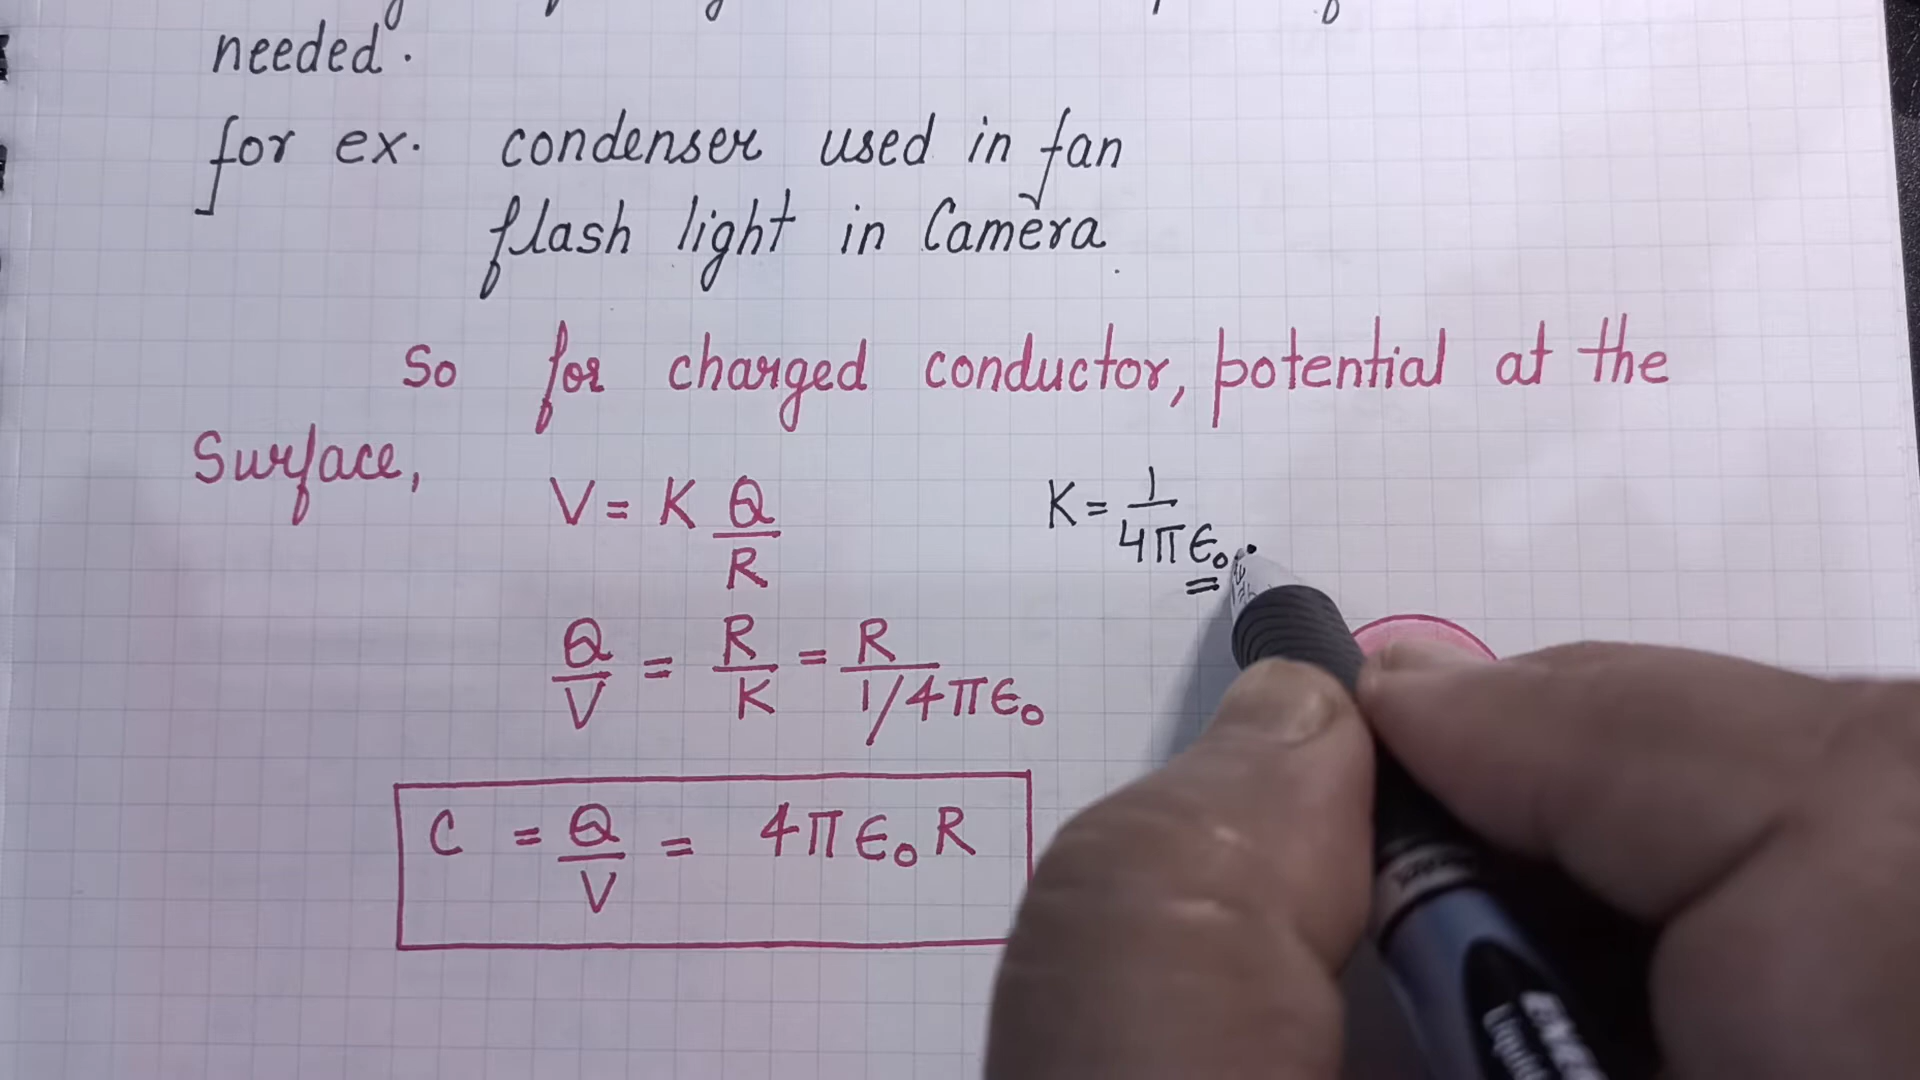 needed.
for ex. condenser used in fan
flash light in Camera
So for charged conductor, potential at the
Surface,
V = K Q/R
K = 1/4πϵ₀
Q/V = R/K = R/1/4πϵ₀
C = Q/V = 4πϵ₀R